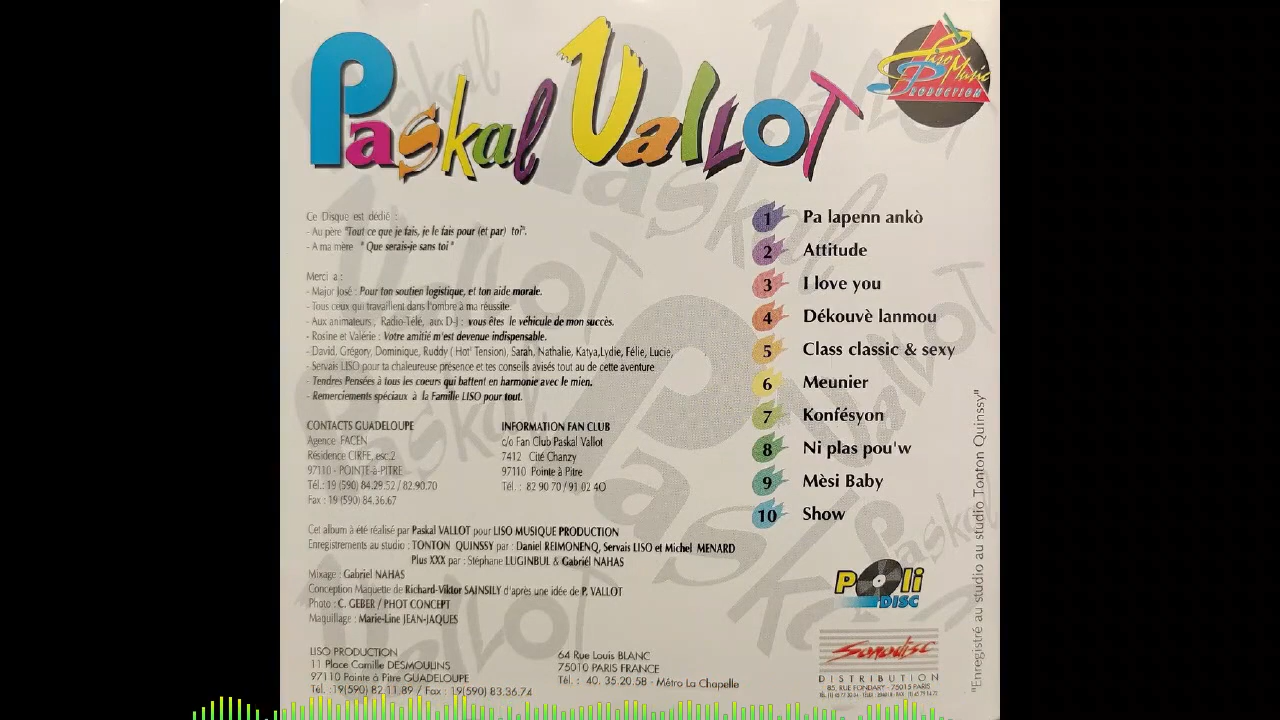 Paskal Vallot
Liso Music
Production
Ce Disque est dédié :
- Au père "Tout ce que je fais, je le fais pour (et par) toi".
- A ma mère " Que serais-je sans toi "
Merci a :
- Major José : Pour ton soutien logistique, et ton aide morale.
- Tous ceux qui travaillent dans l'ombre à ma réussite.
- Aux animateurs , Radio-Télé, aux D-J : vous êtes le véhicule de mon succès.
- Rosine et Valérie : Votre amitié m'est devenue indispensable.
- David, Grégory, Dominique, Ruddy ( Hot' Tension), Sarah, Nathalie, Katya,Lydie, Félie, Lucie,
- Servais LISO pour ta chaleureuse présence et tes conseils avisés tout au de cette aventure
- Tendres Pensées à tous les coeurs qui battent en harmonie avec le mien.
- Remerciements spéciaux à la Famille LISO pour tout.
CONTACTS GUADELOUPE
Agence FACEN
Résidence CIRFE, esc.2
97110 - POINTE-à-PITRE
Tél.: 19 (590) 84.29.52 / 82.90.70
Fax : 19 (590) 84.36.67
INFORMATION FAN CLUB
c/o Fan Club Paskal Vallot
7412 Cité Chanzy
97110 Pointe à Pitre
Tél. : 82 90 70 / 91 02 40
Cet album à été réalisé par Paskal VALLOT pour LISO MUSIQUE PRODUCTION
Enregistrements au studio : TONTON QUINSSY par : Daniel REIMONENQ, Servais LISO et Michel MENARD
Plus XXX par : Stéphane LUGINBUL & Gabriél NAHAS
Mixage : Gabriel NAHAS
Conception Maquette de Richard-Viktor SAINSILY d'après une idée de P. VALLOT
Photo : C. GEBER / PHOT CONCEPT
Maquillage : Marie-Line JEAN-JAQUES
LISO PRODUCTION
11 Place Camille DESMOULINS
97110 Pointe à Pitre GUADELOUPE
Tél. :19(590) 82 11 89 / Fax : 19(590) 83.36.74
64 Rue Louis BLANC
75010 PARIS FRANCE
Tél. : 40. 35.20.58 - Métro La Chapelle
1 Pa lapenn ankò
2 Attitude
3 I love you
4 Dékouvè lanmou
5 Class classic & sexy
6 Meunier
7 Konfésyon
8 Ni plas pou'w
9 Mèsi Baby
10 Show
Poli
DISC
Sonodisc
DISTRIBUTION
85, RUE FONDARY - 75015 PARIS
"Enregistré au studio au studio Tonton Quinssy"